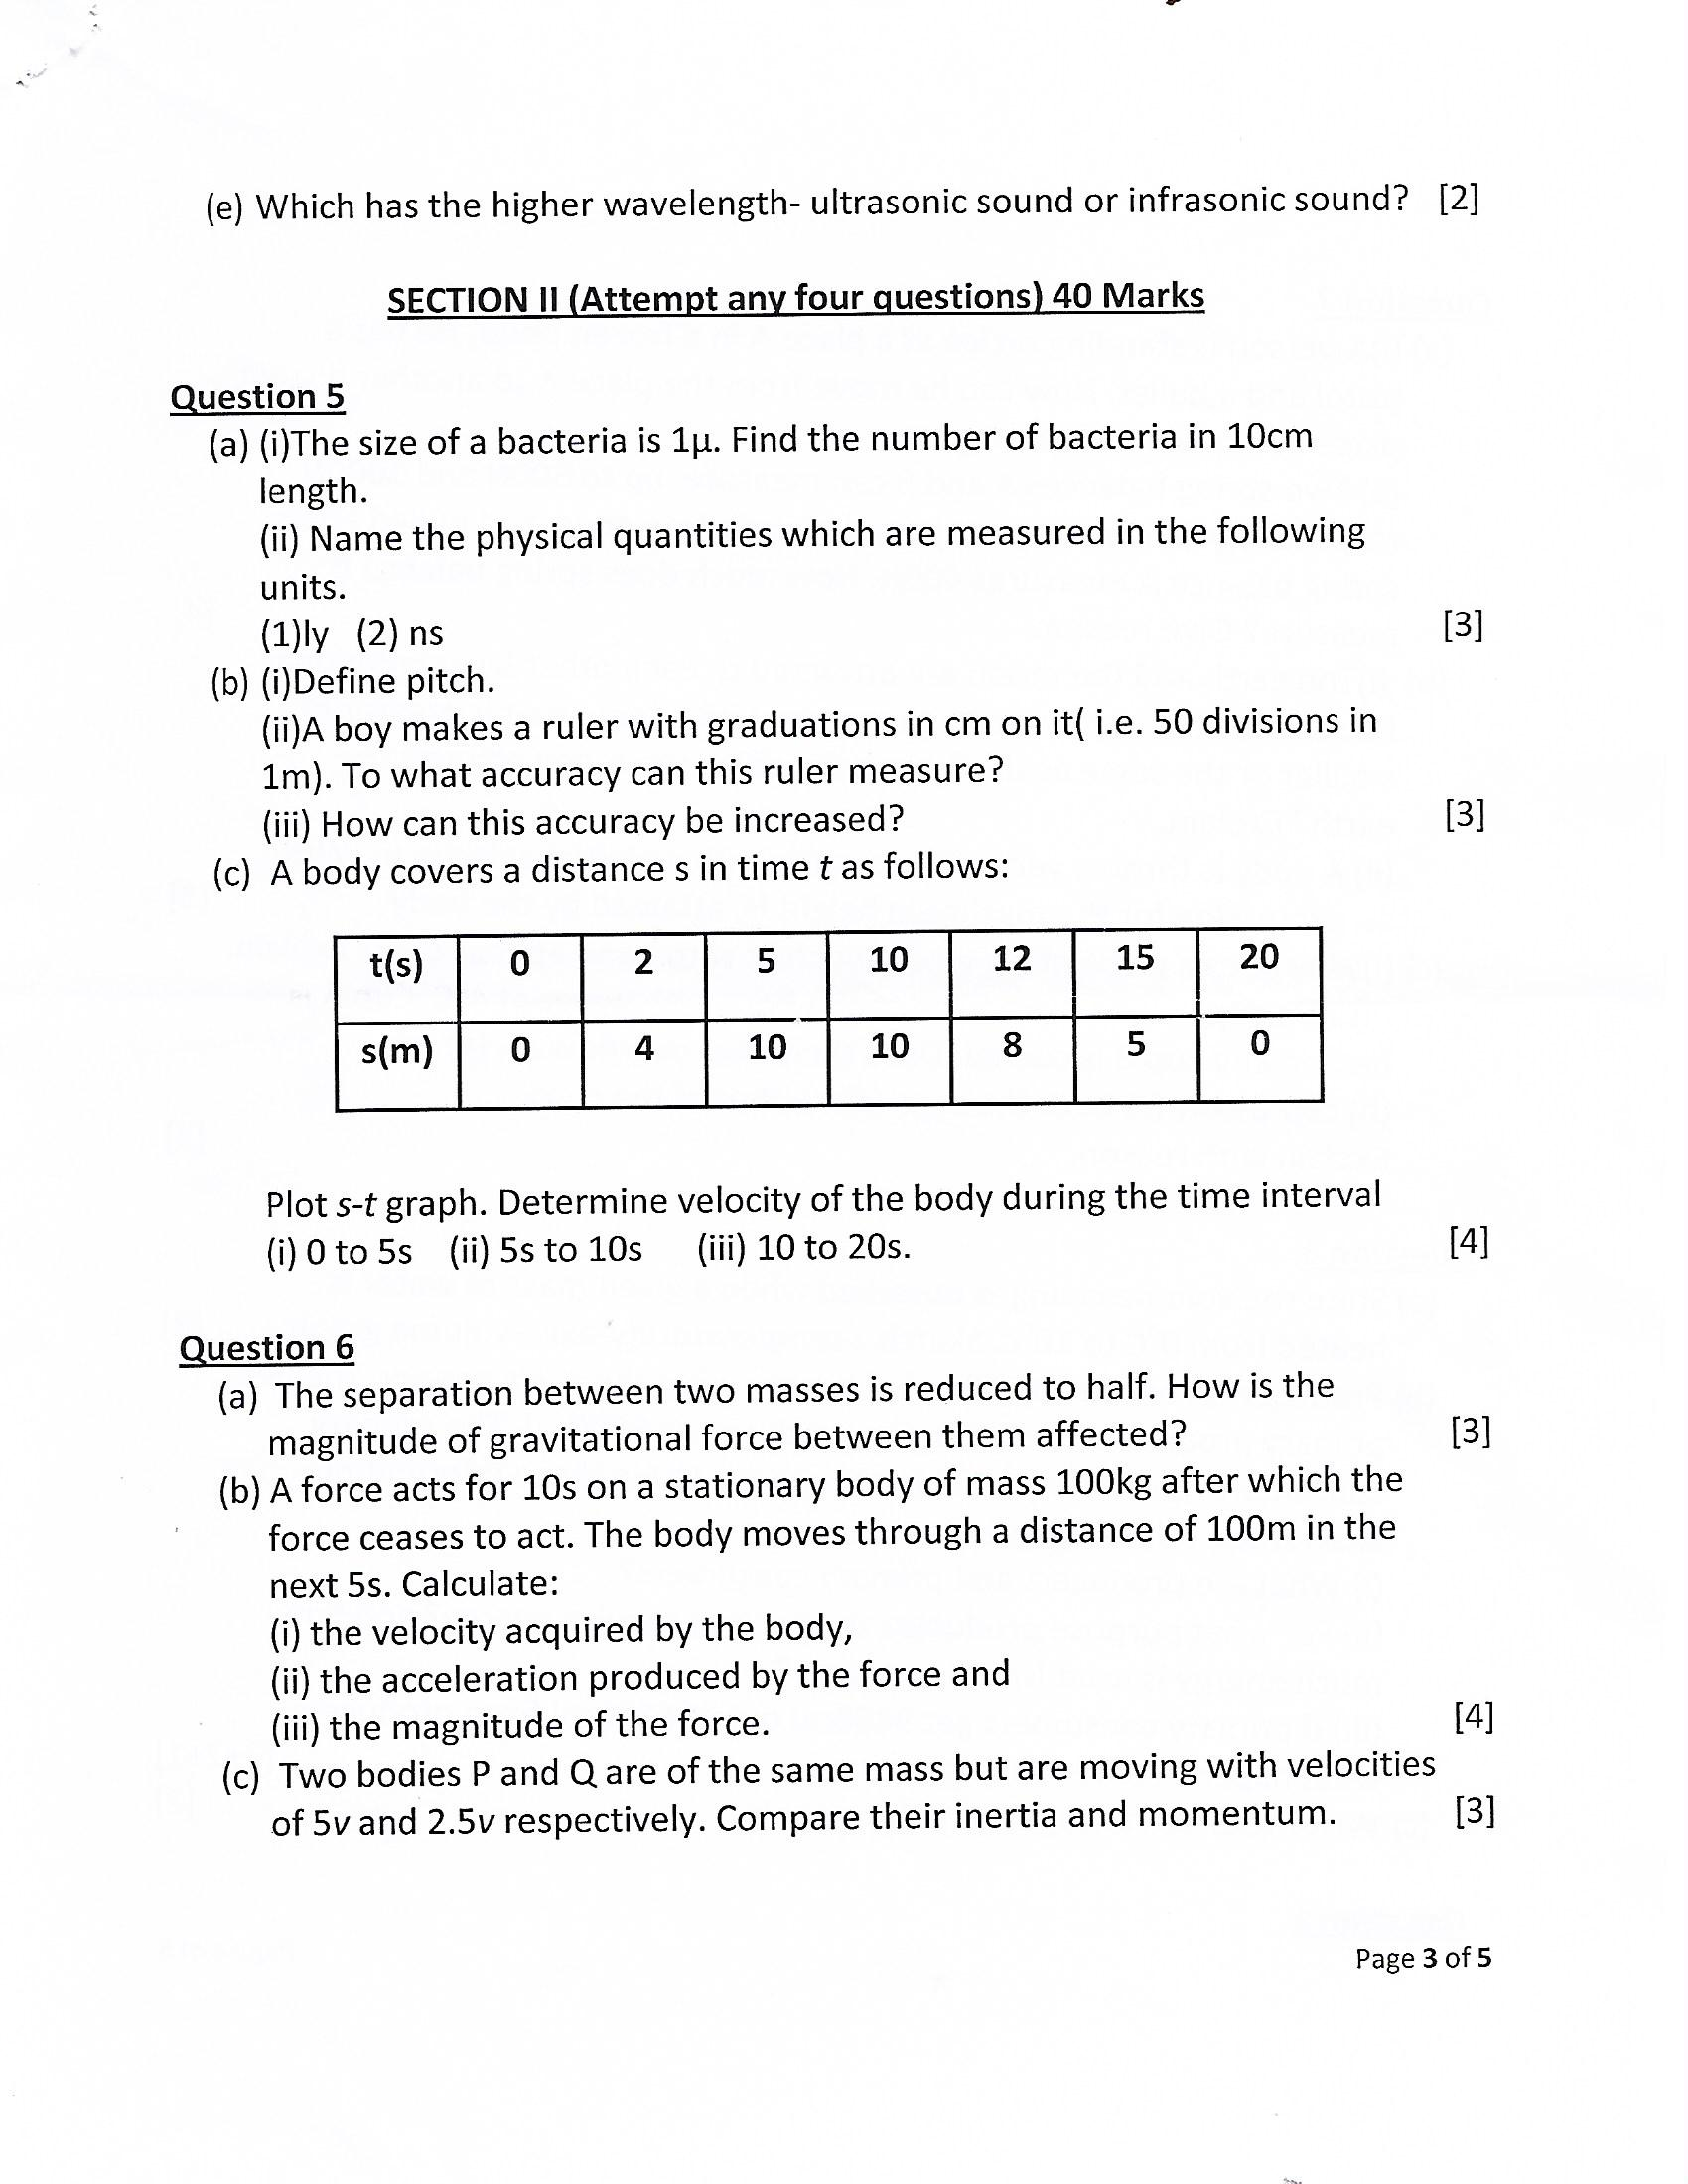 (e) Which has the higher wavelength- ultrasonic sound or infrasonic sound? [2]
SECTION II (Attempt any four questions) 40 Marks
Question 5
(a) (i)The size of a bacteria is 1μ. Find the number of bacteria in 10cm
length.
(ii) Name the physical quantities which are measured in the following
units.
(1)ly (2) ns [3]
(b) (i)Define pitch.
(ii)A boy makes a ruler with graduations in cm on it( i.e. 50 divisions in
1m). To what accuracy can this ruler measure?
(iii) How can this accuracy be increased? [3]
(c) A body covers a distance s in time t as follows:
t(s) 0 2 5 10 12 15 20
s(m) 0 4 10 10 8 5 0
Plot s-t graph. Determine velocity of the body during the time interval
(i) 0 to 5s (ii) 5s to 10s (iii) 10 to 20s. [4]
Question 6
(a) The separation between two masses is reduced to half. How is the
magnitude of gravitational force between them affected? [3]
(b) A force acts for 10s on a stationary body of mass 100kg after which the
force ceases to act. The body moves through a distance of 100m in the
next 5s. Calculate:
(i) the velocity acquired by the body,
(ii) the acceleration produced by the force and
(iii) the magnitude of the force. [4]
(c) Two bodies P and Q are of the same mass but are moving with velocities
of 5v and 2.5v respectively. Compare their inertia and momentum. [3]
Page 3 of 5